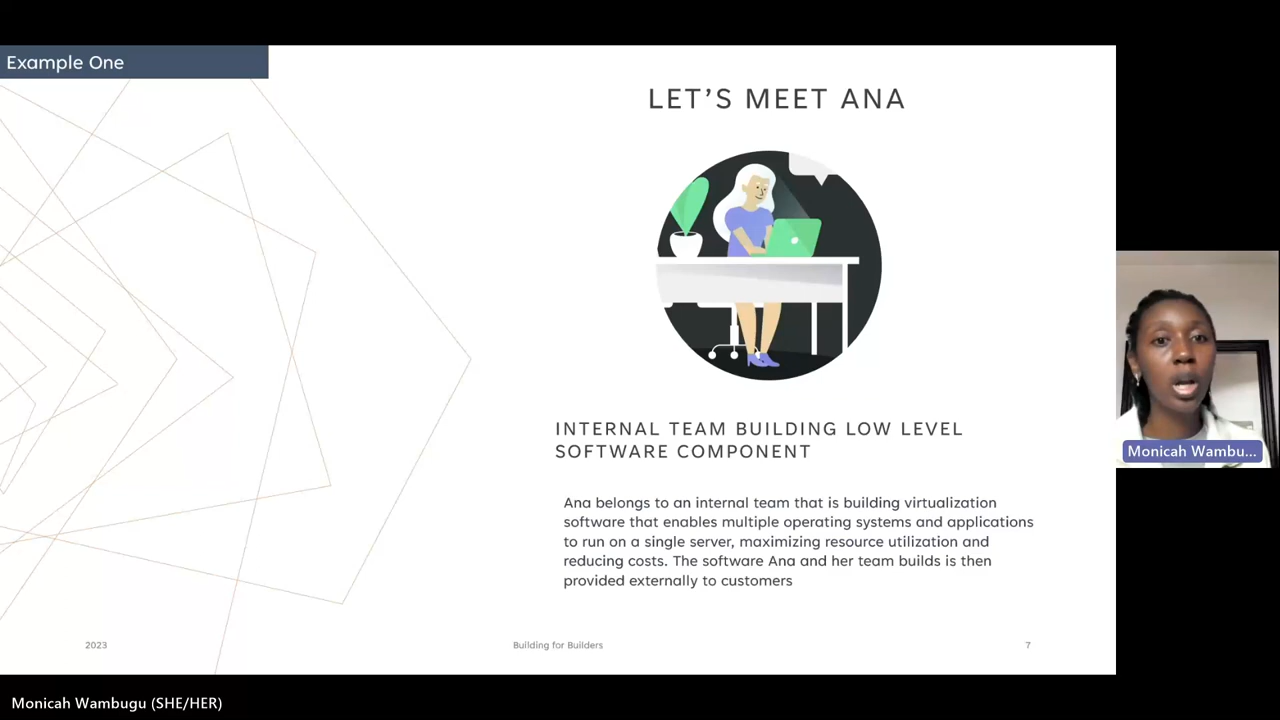 Example One
LET'S MEET ANA
INTERNAL TEAM BUILDING LOW LEVEL
SOFTWARE COMPONENT
Ana belongs to an internal team that is building virtualization
software that enables multiple operating systems and applications
to run on a single server, maximizing resource utilization and
reducing costs. The software Ana and her team builds is then
provided externally to customers
2023
Building for Builders
7
Monicah Wambu...
Monicah Wambugu (SHE/HER)